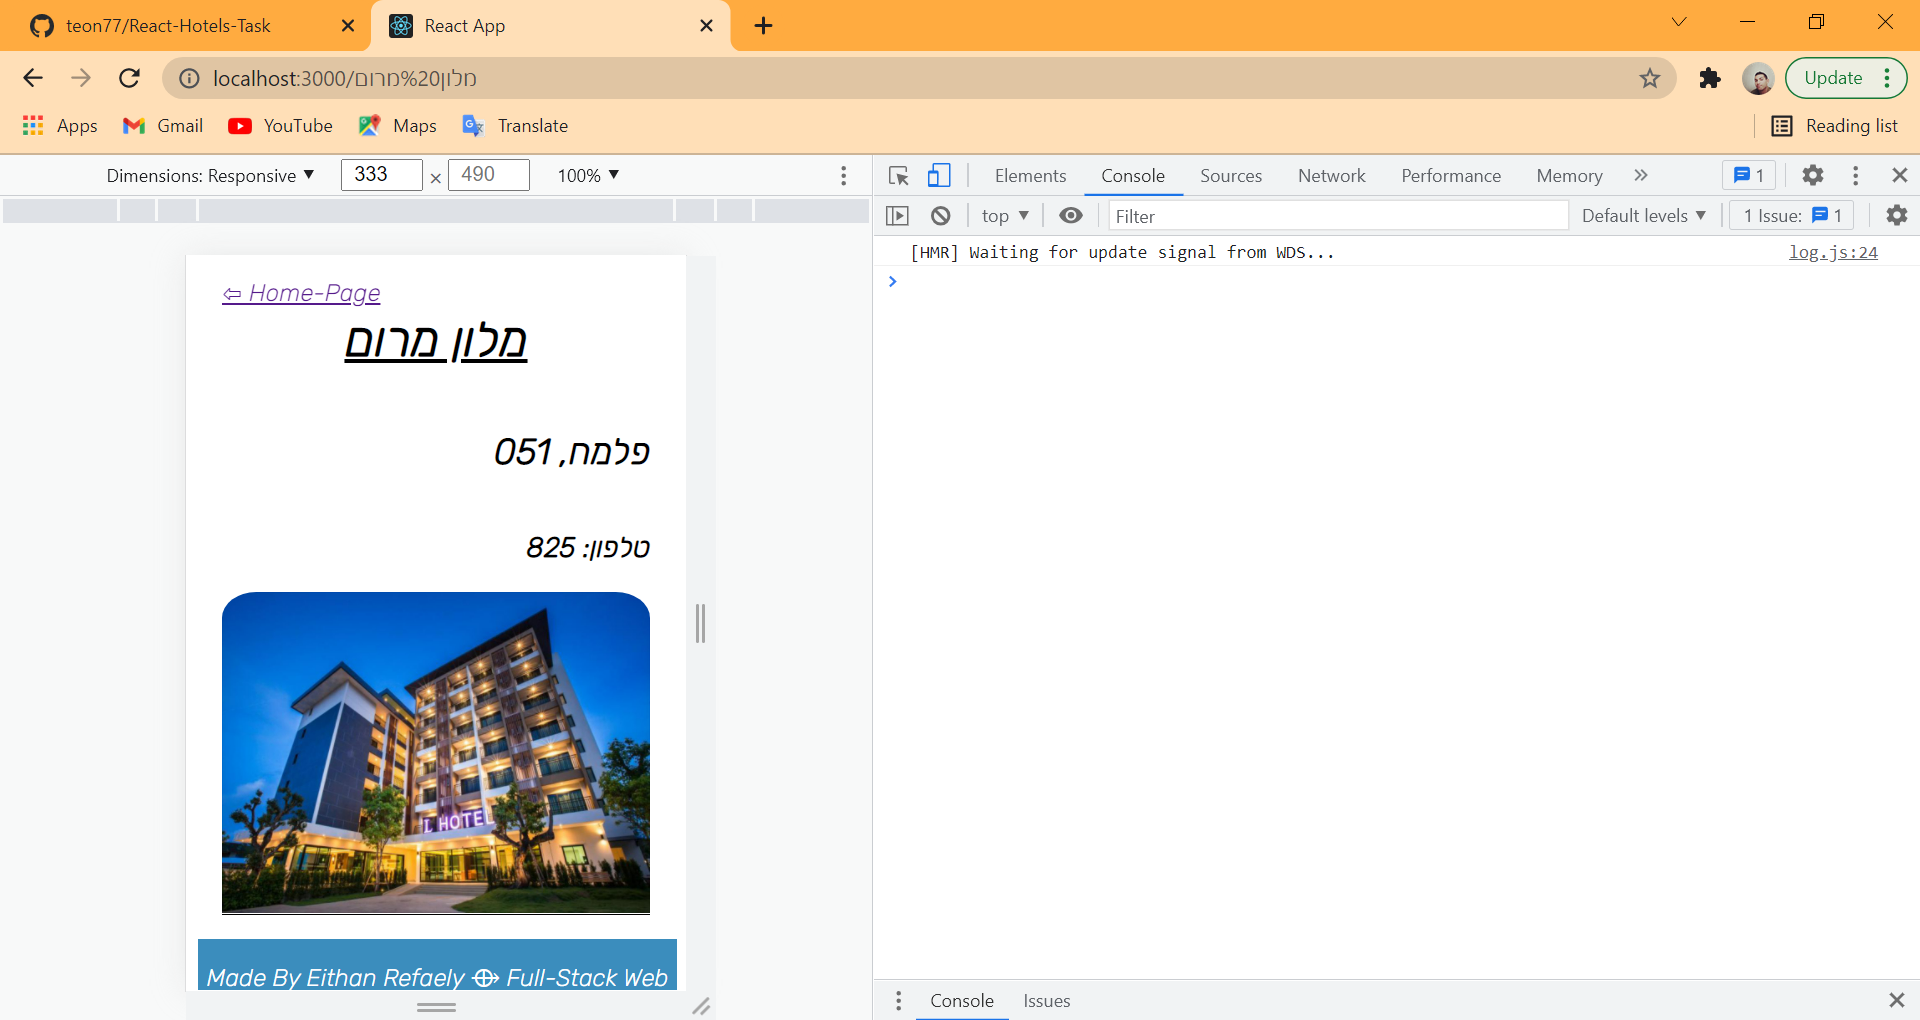 teon77/React-Hotels-Task
React App
localhost:3000/מלון%20מרום
Update
Apps
Gmail
YouTube
Maps
Translate
Reading list
Dimensions: Responsive ▼
333 × 490
100% ▼
Elements
Console
Sources
Network
Performance
Memory
»
1
top ▼
Filter
Default levels ▼
1 Issue: 1
[HMR] Waiting for update signal from WDS...
log.js:24
⇦ Home-Page
מלון מרום
פלמח, 051
טלפון: 825
HOTEL
Made By Eithan Refaely ⌖ Full-Stack Web
Console
Issues